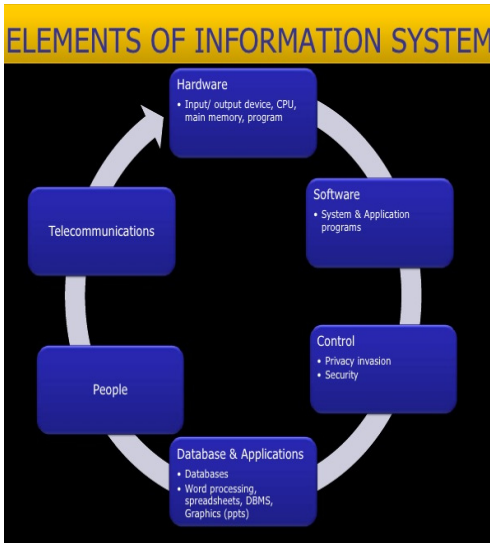 ELEMENTS OF INFORMATION SYSTEM
Hardware
• Input/ output device, CPU,
main memory, program
Software
• System & Application
programs
Control
• Privacy invasion
• Security
Database & Applications
• Databases
• Word processing,
spreadsheets, DBMS,
Graphics (ppts)
People
Telecommunications